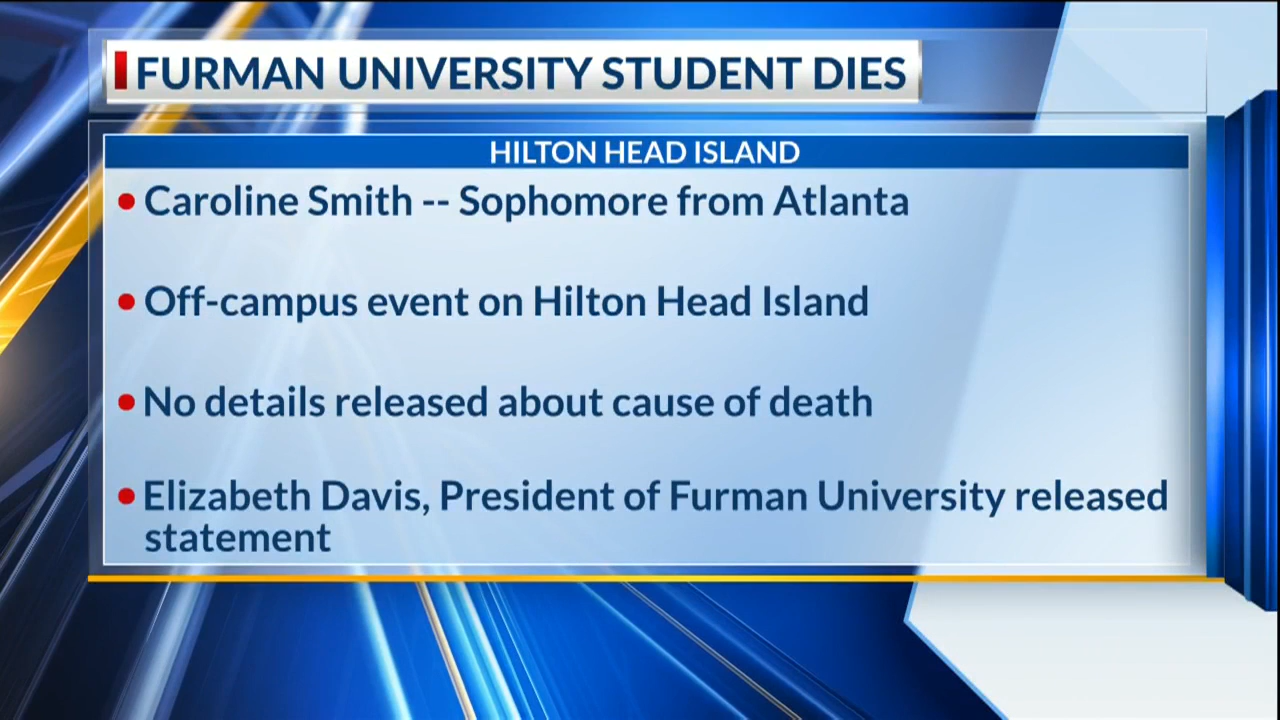 FURMAN UNIVERSITY STUDENT DIES
HILTON HEAD ISLAND
• Caroline Smith -- Sophomore from Atlanta
• Off-campus event on Hilton Head Island
• No details released about cause of death
• Elizabeth Davis, President of Furman University released
statement